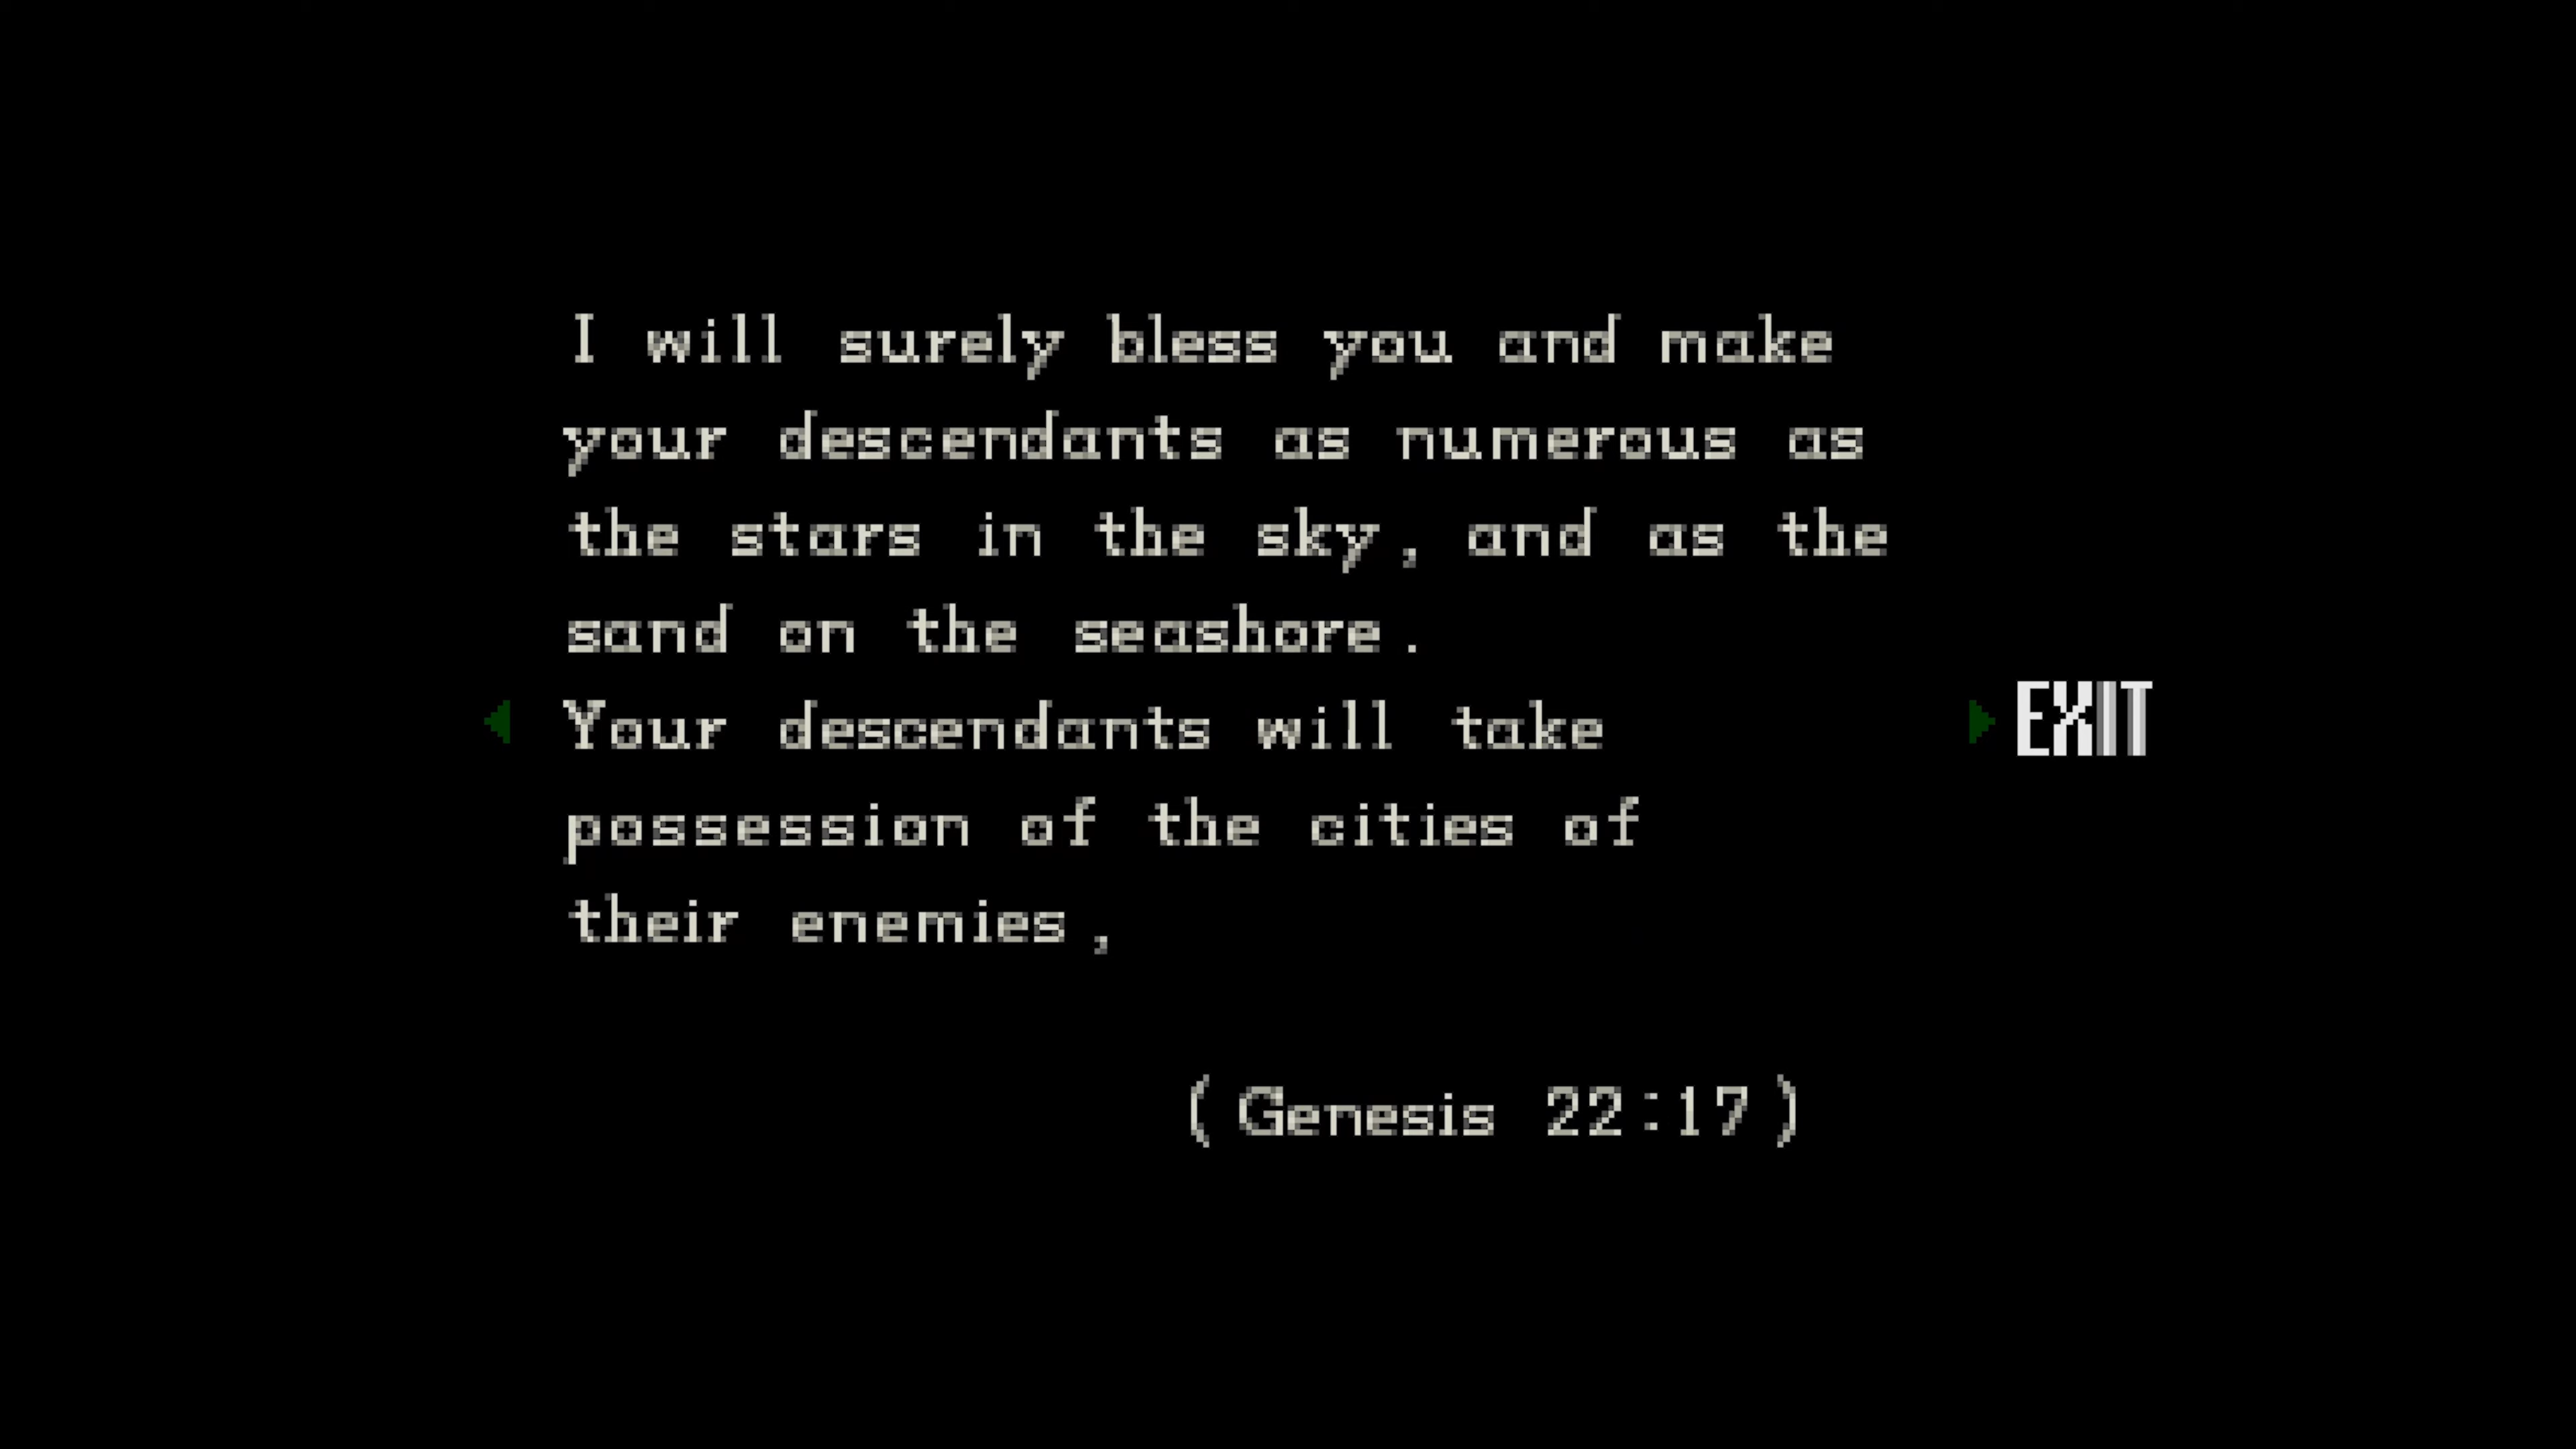 I will surely bless you and make
your descendants as numerous as
the stars in the sky, and as the
sand on the seashore.
Your descendants will take
possession of the cities of
their enemies,
(Genesis 22:17)
EXIT